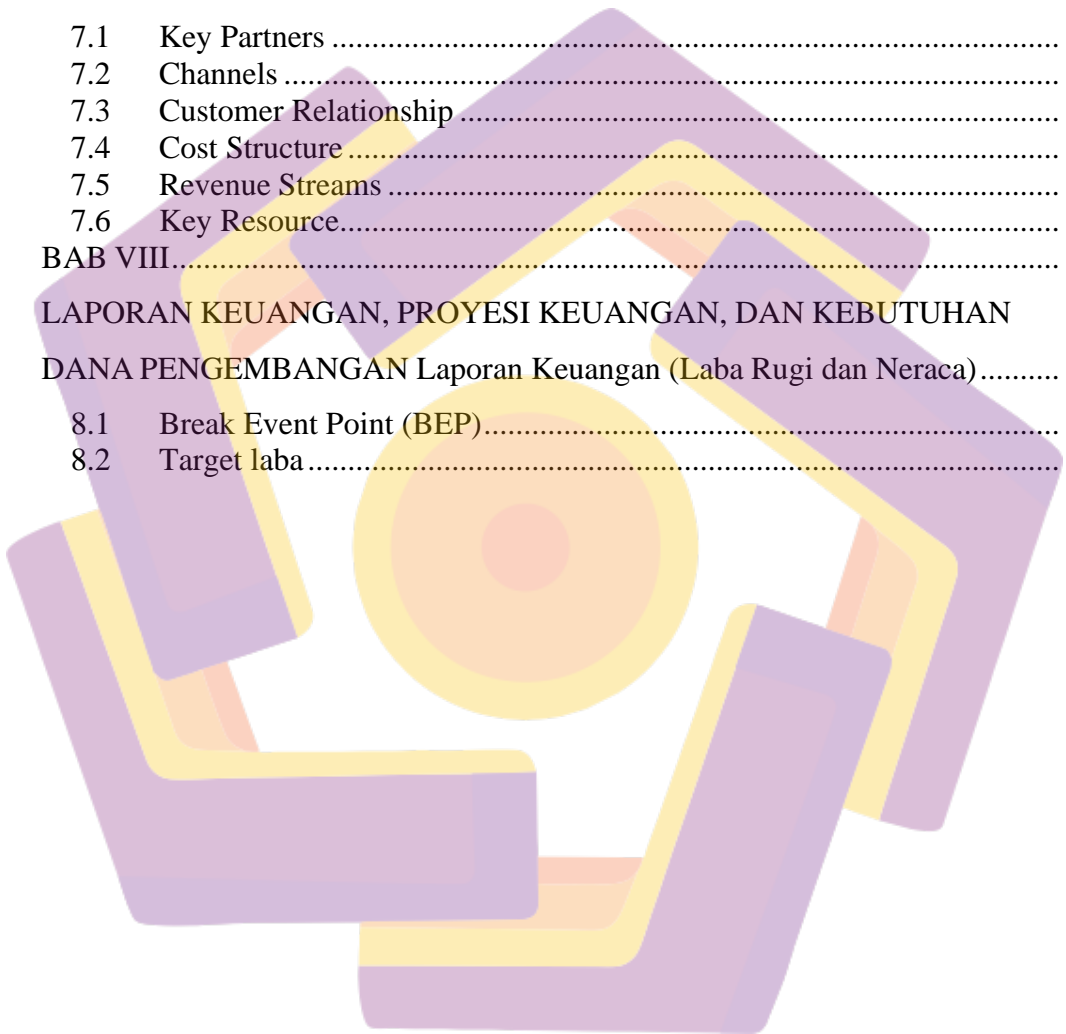 7.1 Key Partners ........................................................................................................
7.2 Channels ...............................................................................................................
7.3 Customer Relationship ......................................................................................
4.4 Cost Structure......................................................................................................
7.5 Revenue Streams ................................................................................................
7.6 Key Resource.......................................................................................................
BAB VIII................................................................................................................................
LAPORAN KEUANGAN, PROYESI KEUANGAN, DAN KEBUTUHAN
DANA PENGEMBANGAN Laporan Keuangan (Laba Rugi dan Neraca)..........
8.1 Break Event Point (BEP)..................................................................................
8.2 Target laba ............................................................................................................